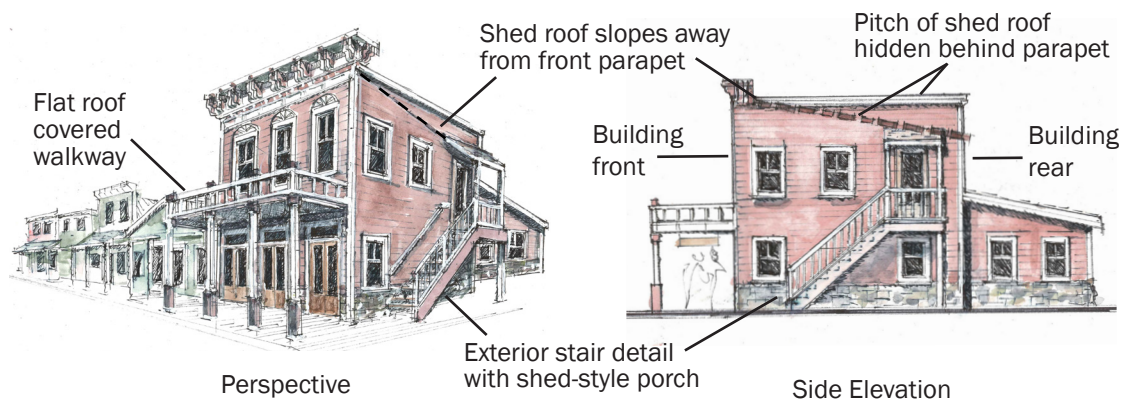 Shed roof slopes away
from front parapet
Pitch of shed roof
hidden behind parapet
Flat roof
covered
walkway
Building
front
Building
rear
Exterior stair detail
with shed-style porch
Perspective
Side Elevation